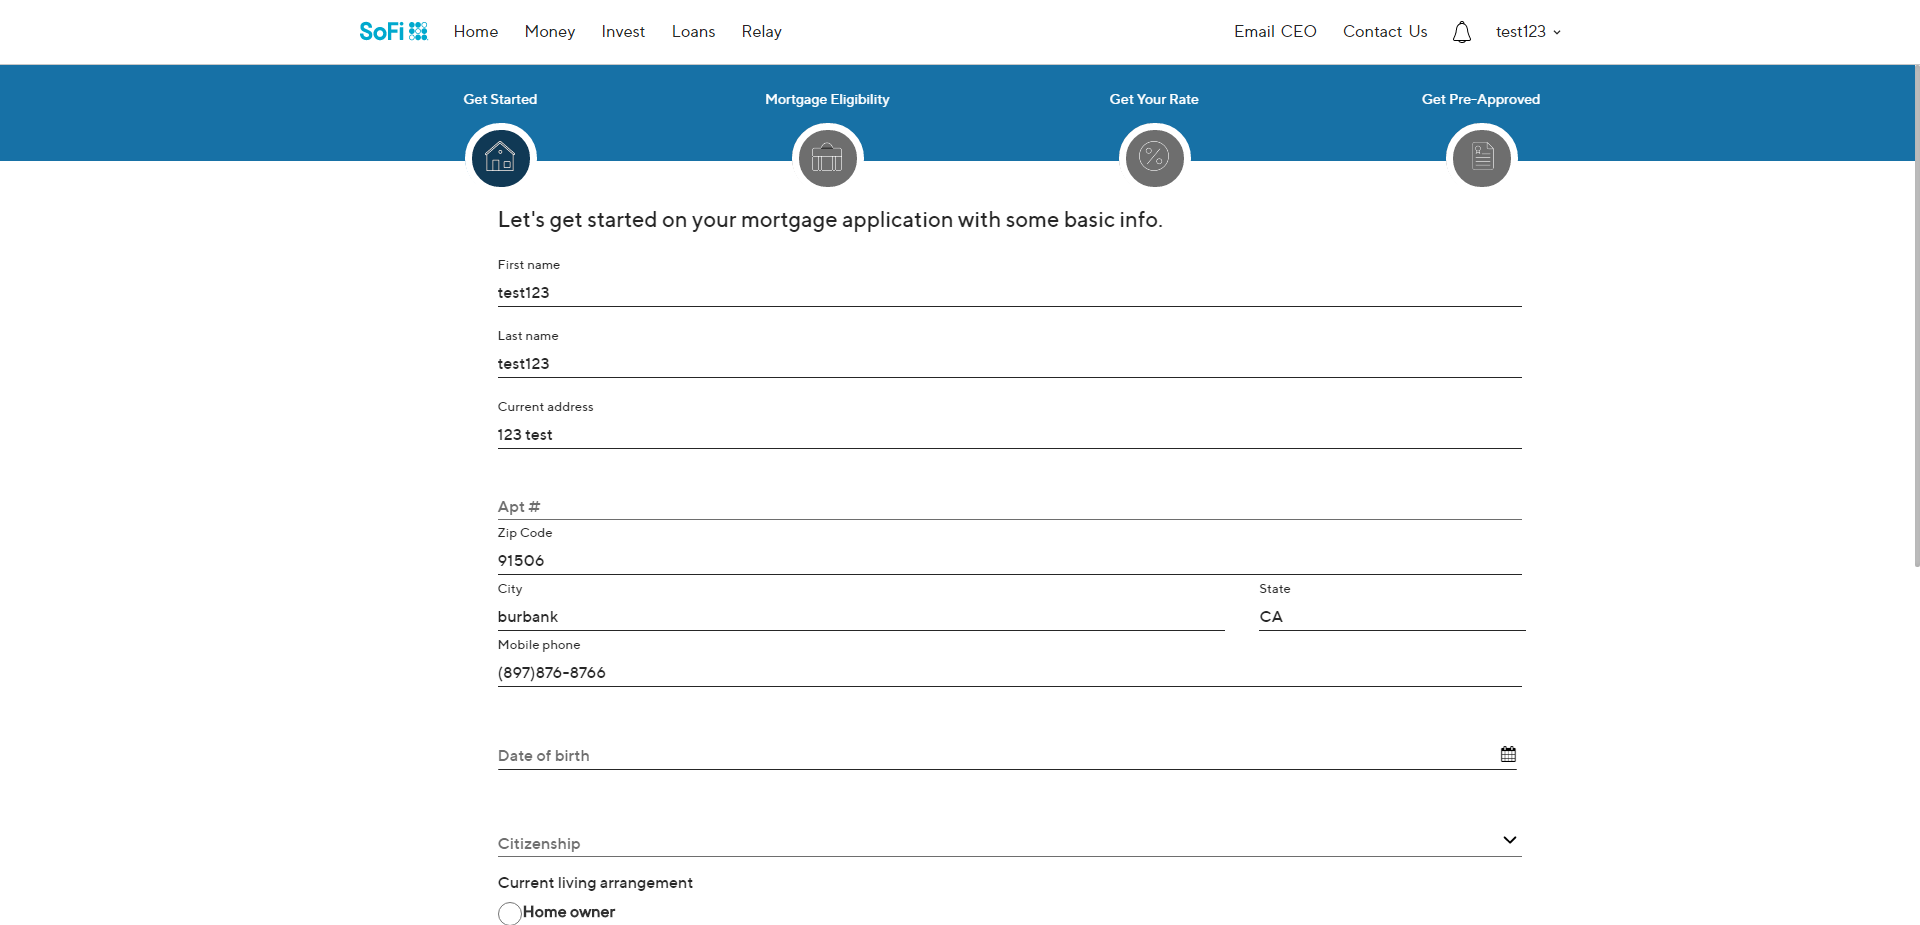 SoFi Home Money Invest Loans Relay Email CEO Contact Us test123
Get Started Mortgage Eligibility Get Your Rate Get Pre-Approved
Let's get started on your mortgage application with some basic info.
First name
test123
Last name
test123
Current address
123 test
Apt #
Zip Code
91506
City State
burbank CA
Mobile phone
(897)876-8766
Date of birth
Citizenship
Current living arrangement
Home owner